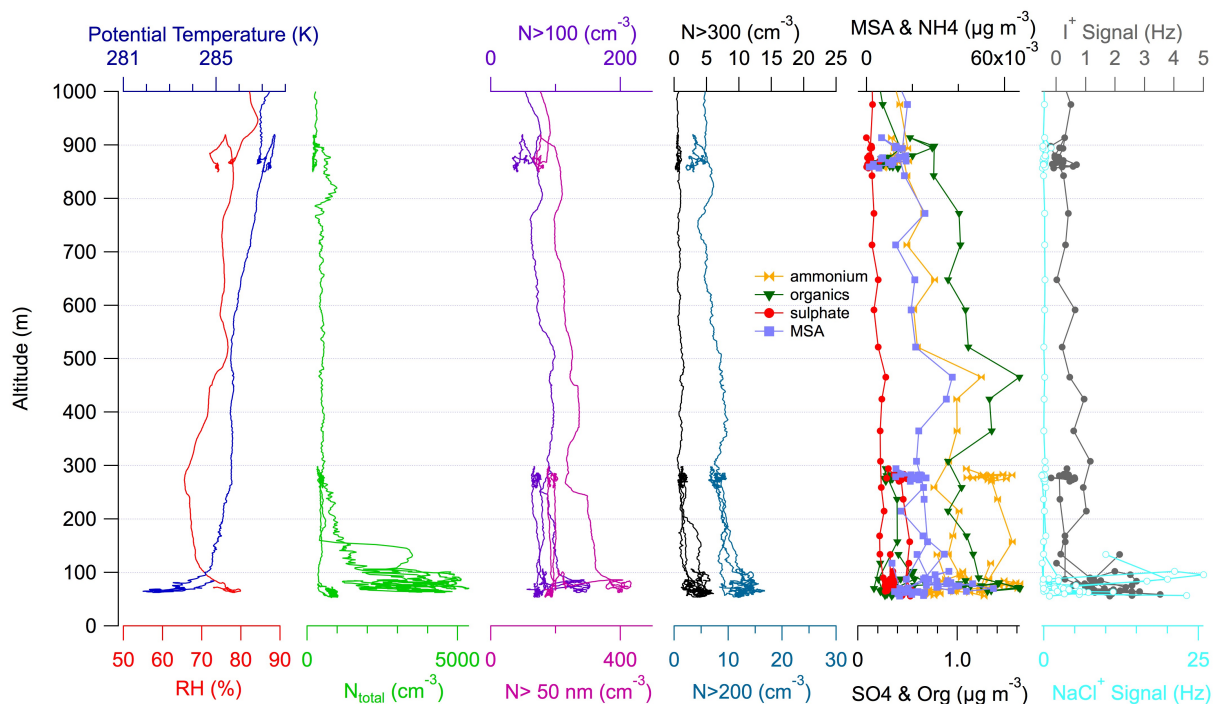 Potential Temperature (K)
281 285
N>100 (cm-3)
0 200
N>300 (cm-3)
0 5 10 15 20 25
MSA & NH4 (µg m-3)
0 60x10-3
I+ Signal (Hz)
0 1 2 3 4 5
Altitude (m)
1000
900
800
700
600
500
400
300
200
100
0
ammonium
organics
sulphate
MSA
50 60 70 80 90
RH (%)
0 5000
Ntotal (cm-3)
0 400
N> 50 nm (cm-3)
0 10 20 30
N>200 (cm-3)
0 1.0
SO4 & Org (µg m-3)
0 25
NaCl+ Signal (Hz)